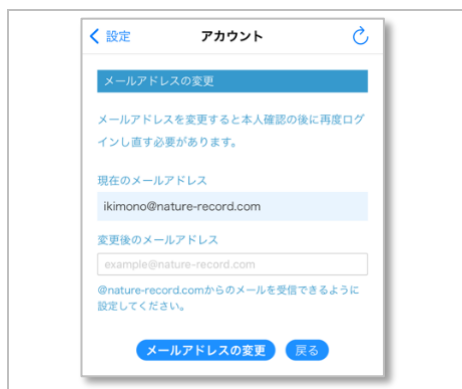 設定
アカウント
メールアドレスの変更
メールアドレスを変更すると本人確認の後に再度ログ
インし直す必要があります。
現在のメールアドレス
ikimono@nature-record.com
変更後のメールアドレス
example@nature-record.com
@nature-record.comからのメールを受信できるように
設定してください。
メールアドレスの変更 戻る